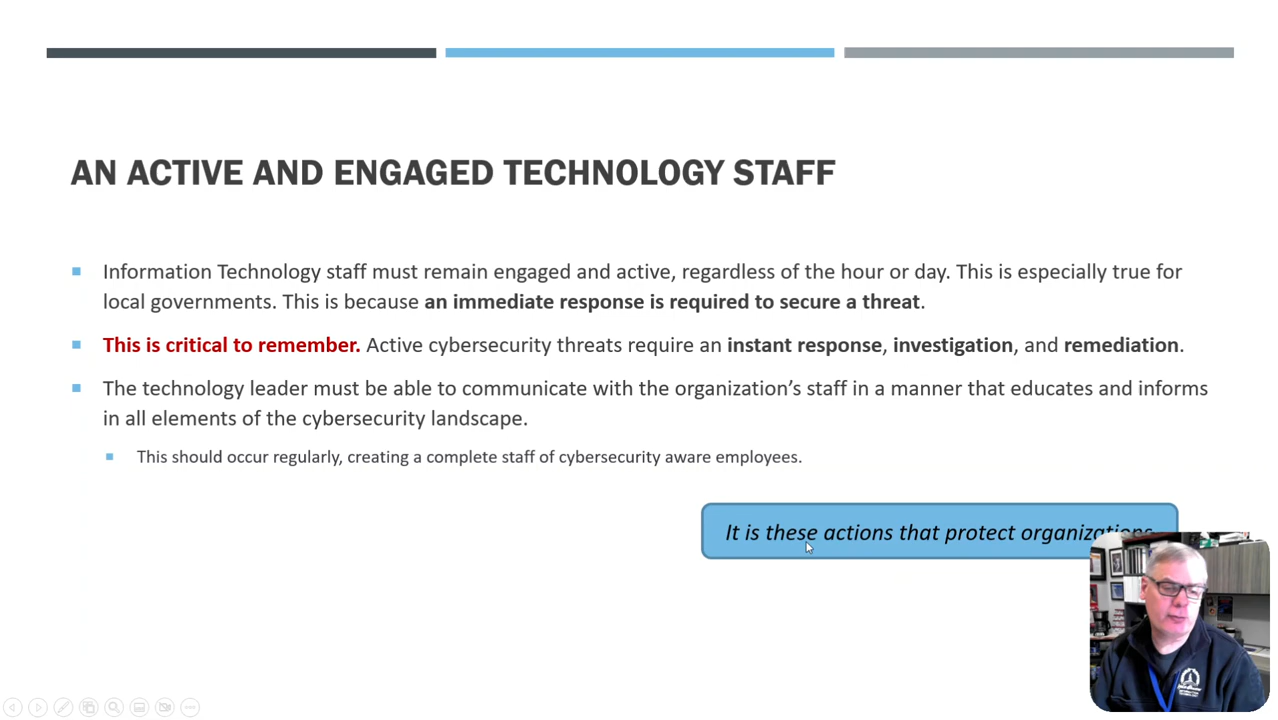 AN ACTIVE AND ENGAGED TECHNOLOGY STAFF
Information Technology staff must remain engaged and active, regardless of the hour or day. This is especially true for
local governments. This is because an immediate response is required to secure a threat.
This is critical to remember. Active cybersecurity threats require an instant response, investigation, and remediation.
The technology leader must be able to communicate with the organization's staff in a manner that educates and informs
in all elements of the cybersecurity landscape.
This should occur regularly, creating a complete staff of cybersecurity aware employees.
It is these actions that protect organizations